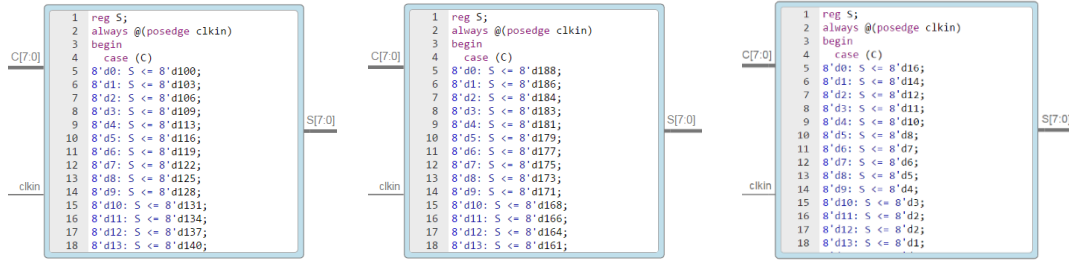 C[7:0]
clkin
1 reg S;
2 always @(posedge clkin)
3 begin
4 case (C)
5 8'd0: S <= 8'd100;
6 8'd1: S <= 8'd103;
7 8'd2: S <= 8'd106;
8 8'd3: S <= 8'd109;
9 8'd4: S <= 8'd113;
10 8'd5: S <= 8'd116;
11 8'd6: S <= 8'd119;
12 8'd7: S <= 8'd122;
13 8'd8: S <= 8'd125;
14 8'd9: S <= 8'd128;
15 8'd10: S <= 8'd131;
16 8'd11: S <= 8'd134;
17 8'd12: S <= 8'd137;
18 8'd13: S <= 8'd140;
S[7:0]
C[7:0]
clkin
1 reg S;
2 always @(posedge clkin)
3 begin
4 case (C)
5 8'd0: S <= 8'd188;
6 8'd1: S <= 8'd186;
7 8'd2: S <= 8'd184;
8 8'd3: S <= 8'd183;
9 8'd4: S <= 8'd181;
10 8'd5: S <= 8'd179;
11 8'd6: S <= 8'd177;
12 8'd7: S <= 8'd175;
13 8'd8: S <= 8'd173;
14 8'd9: S <= 8'd171;
15 8'd10: S <= 8'd168;
16 8'd11: S <= 8'd166;
17 8'd12: S <= 8'd164;
18 8'd13: S <= 8'd161;
S[7:0]
C[7:0]
clkin
1 reg S;
2 always @(posedge clkin)
3 begin
4 case (C)
5 8'd0: S <= 8'd16;
6 8'd1: S <= 8'd14;
7 8'd2: S <= 8'd12;
8 8'd3: S <= 8'd11;
9 8'd4: S <= 8'd10;
10 8'd5: S <= 8'd8;
11 8'd6: S <= 8'd7;
12 8'd7: S <= 8'd6;
13 8'd8: S <= 8'd5;
14 8'd9: S <= 8'd4;
15 8'd10: S <= 8'd3;
16 8'd11: S <= 8'd2;
17 8'd12: S <= 8'd2;
18 8'd13: S <= 8'd1;
S[7:0]